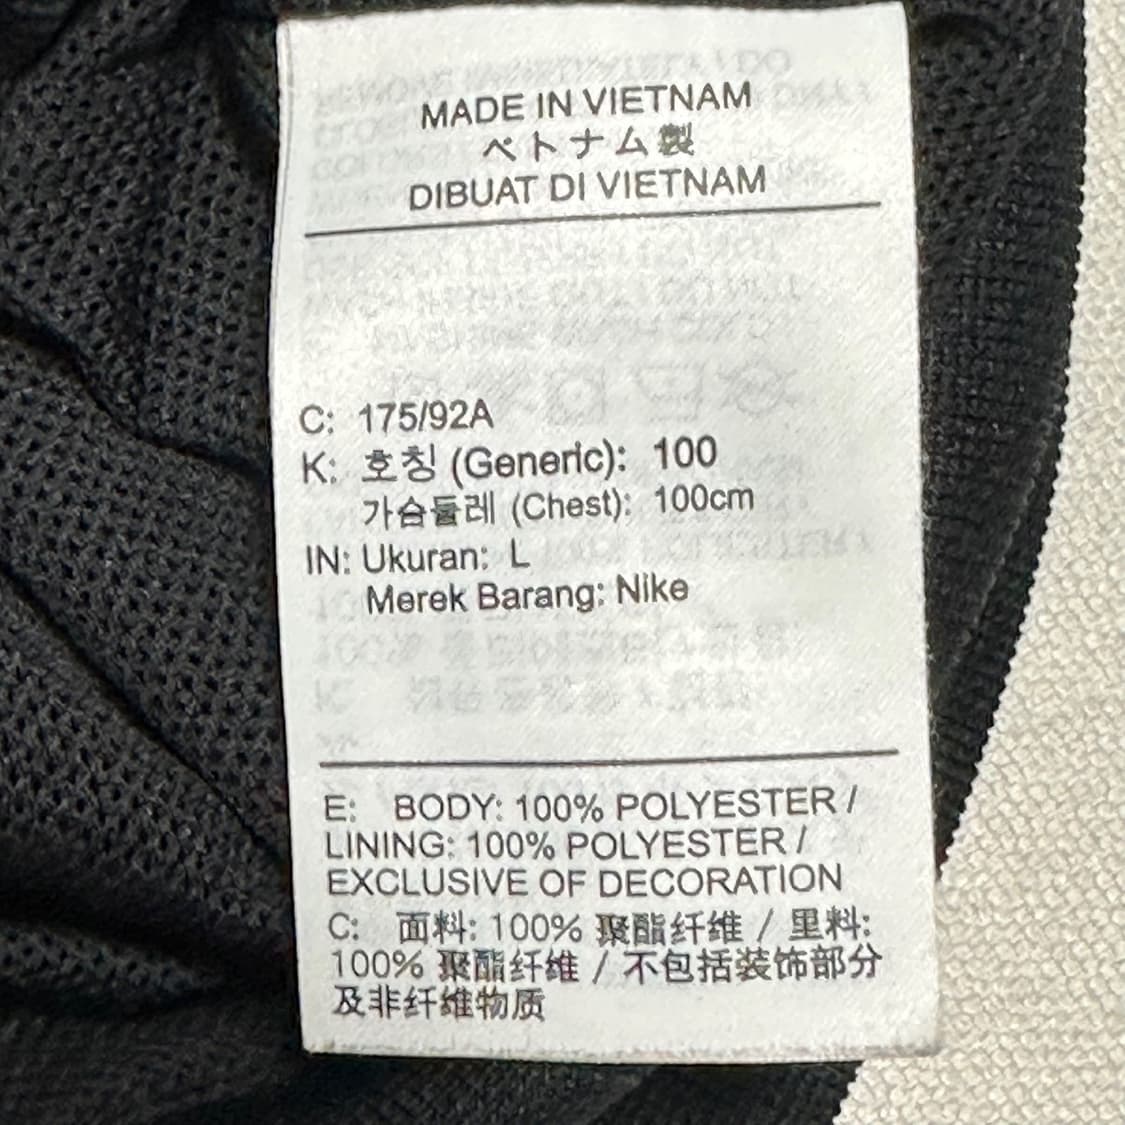 MADE IN VIETNAM
ベトナム製
DIBUAT DI VIETNAM
C: 175/92A
K: 호칭 (Generic): 100
가슴둘레 (Chest): 100cm
IN: Ukuran: L
Merek Barang: Nike
E: BODY: 100% POLYESTER /
LINING: 100% POLYESTER /
EXCLUSIVE OF DECORATION
C: 面料: 100% 聚酯纤维 / 里料:
100% 聚酯纤维 / 不包括装饰部分
及非纤维物质